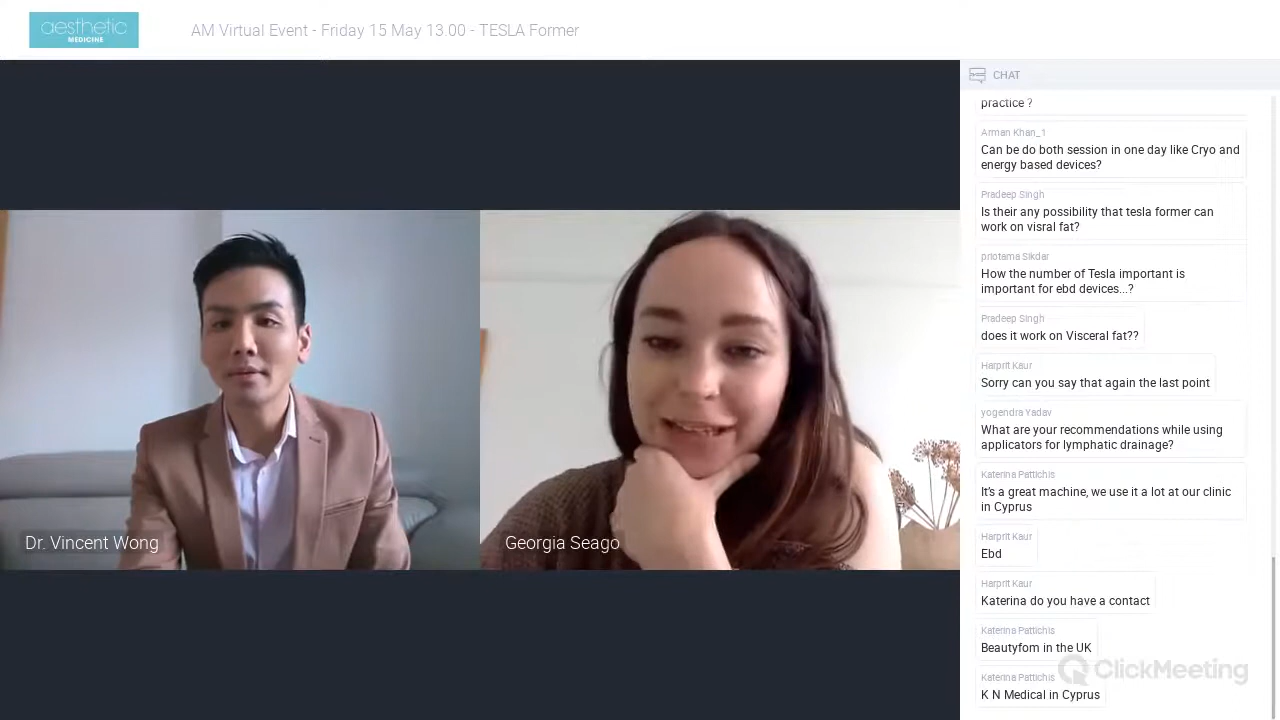 aesthetic
MEDICINE
AM Virtual Event - Friday 15 May 13.00 - TESLA Former
Dr. Vincent Wong
Georgia Seago
CHAT
practice ?
Arman Khan_1
Can be do both session in one day like Cryo and
energy based devices?
Pradeep Singh
Is their any possibility that tesla former can
work on visral fat?
priotama Sikdar
How the number of Tesla important is
important for ebd devices...?
Pradeep Singh
does it work on Visceral fat??
Harprit Kaur
Sorry can you say that again the last point
yogendra Yadav
What are your recommendations while using
applicators for lymphatic drainage?
Katerina Pattichis
It's a great machine, we use it a lot at our clinic
in Cyprus
Harprit Kaur
Ebd
Harprit Kaur
Katerina do you have a contact
Katerina Pattichis
Beautyfom in the UK
Katerina Pattichis
K N Medical in Cyprus
ClickMeeting